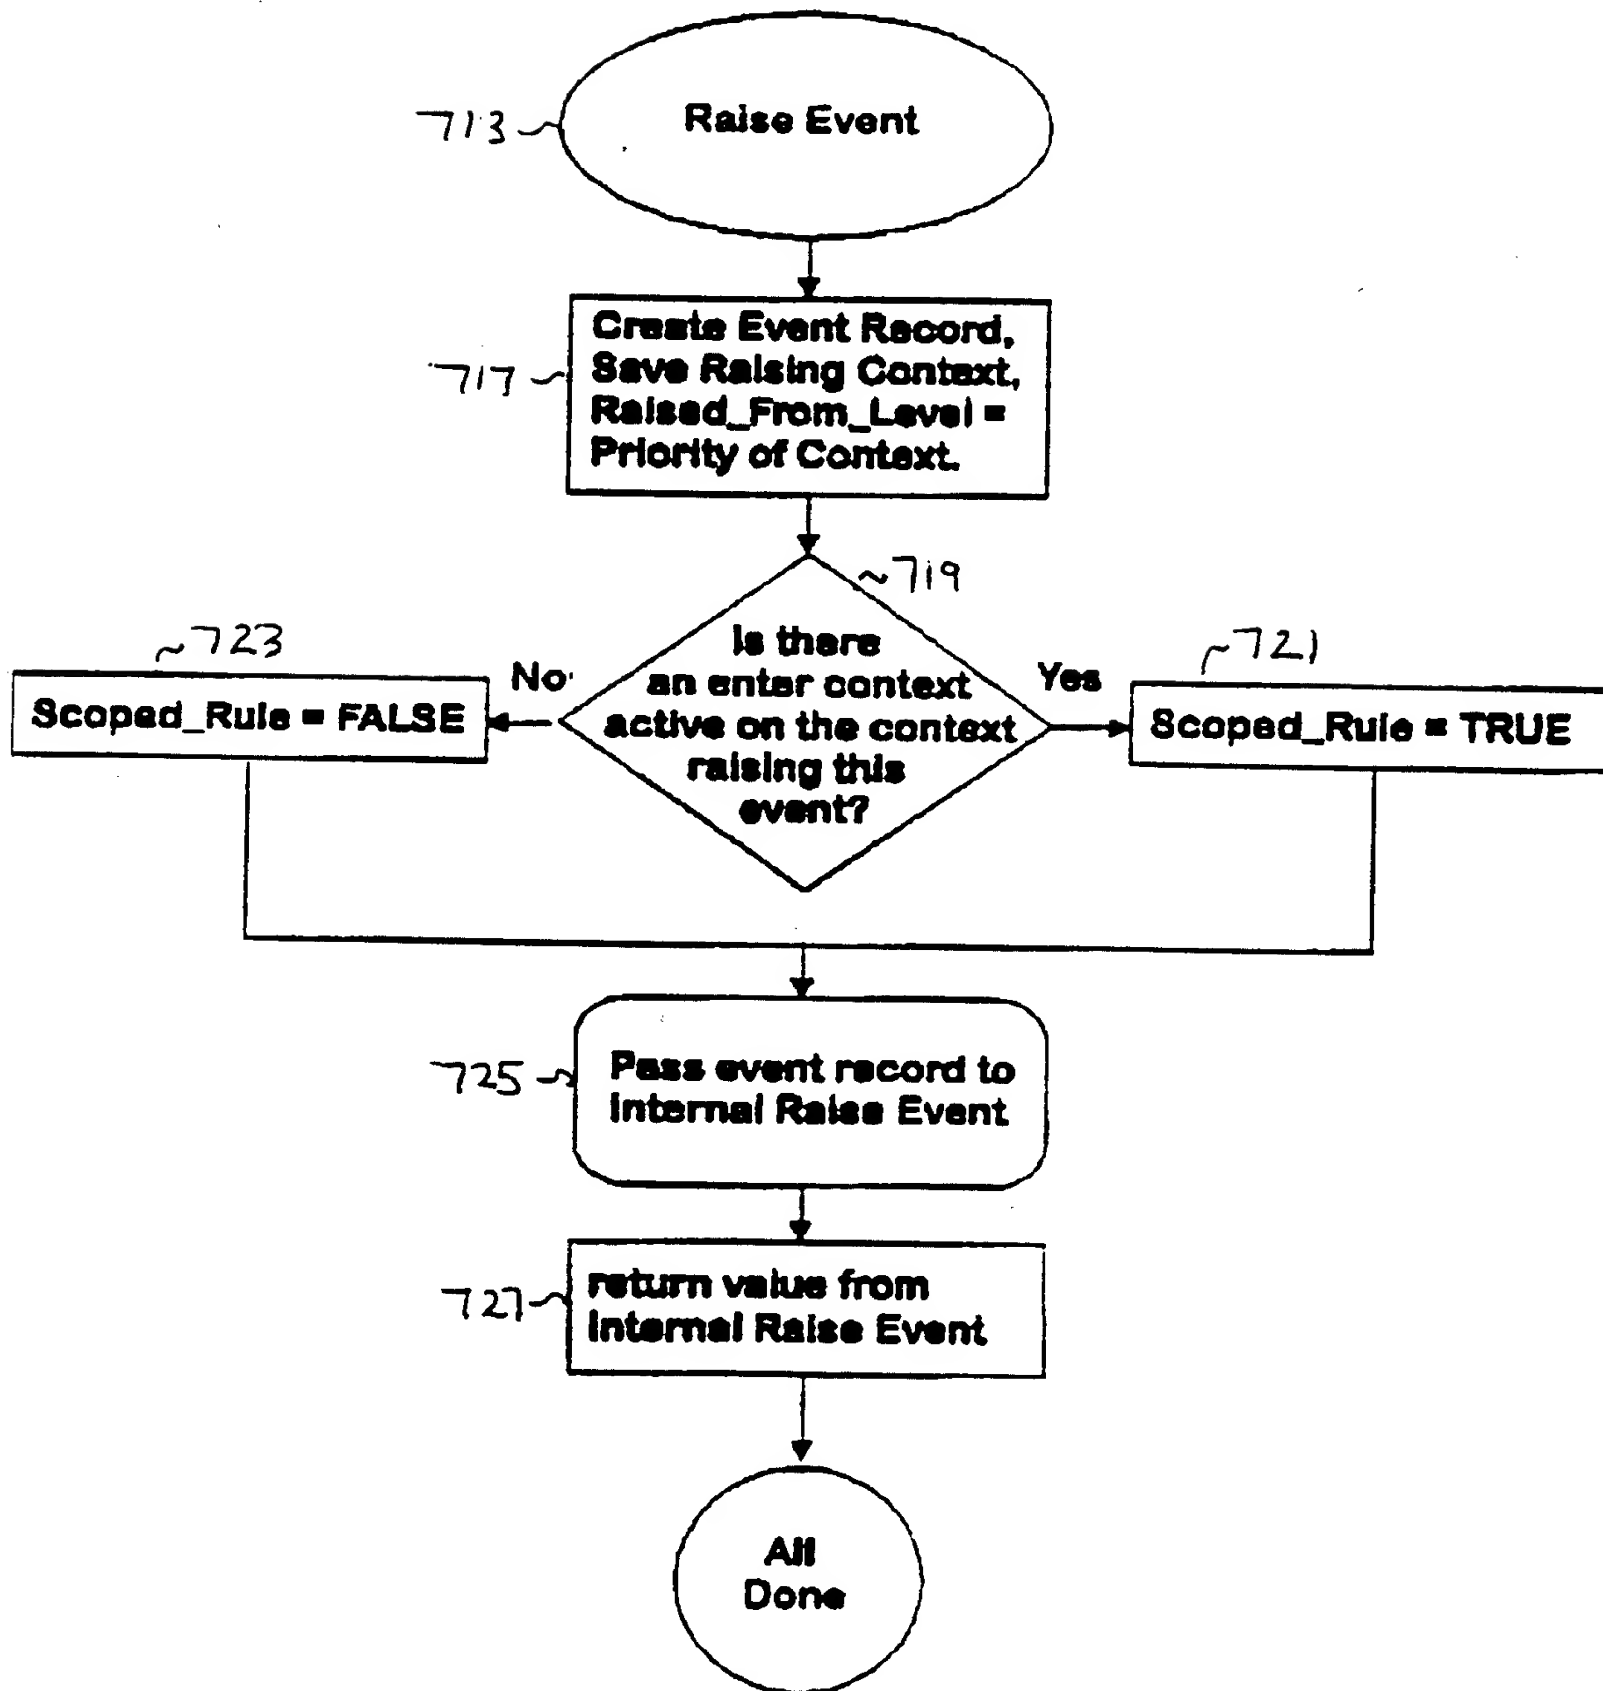 Raise Event
713
Create Event Record,
Save Raising Context,
Raised_From_Level =
Priority of Context.
717
719
Is there
an enter context
active on the context
raising this
event?
No
723
Scoped_Rule = FALSE
Yes
721
Scoped_Rule = TRUE
725
Pass event record to
Internal Raise Event
727
return value from
Internal Raise Event
All
Done